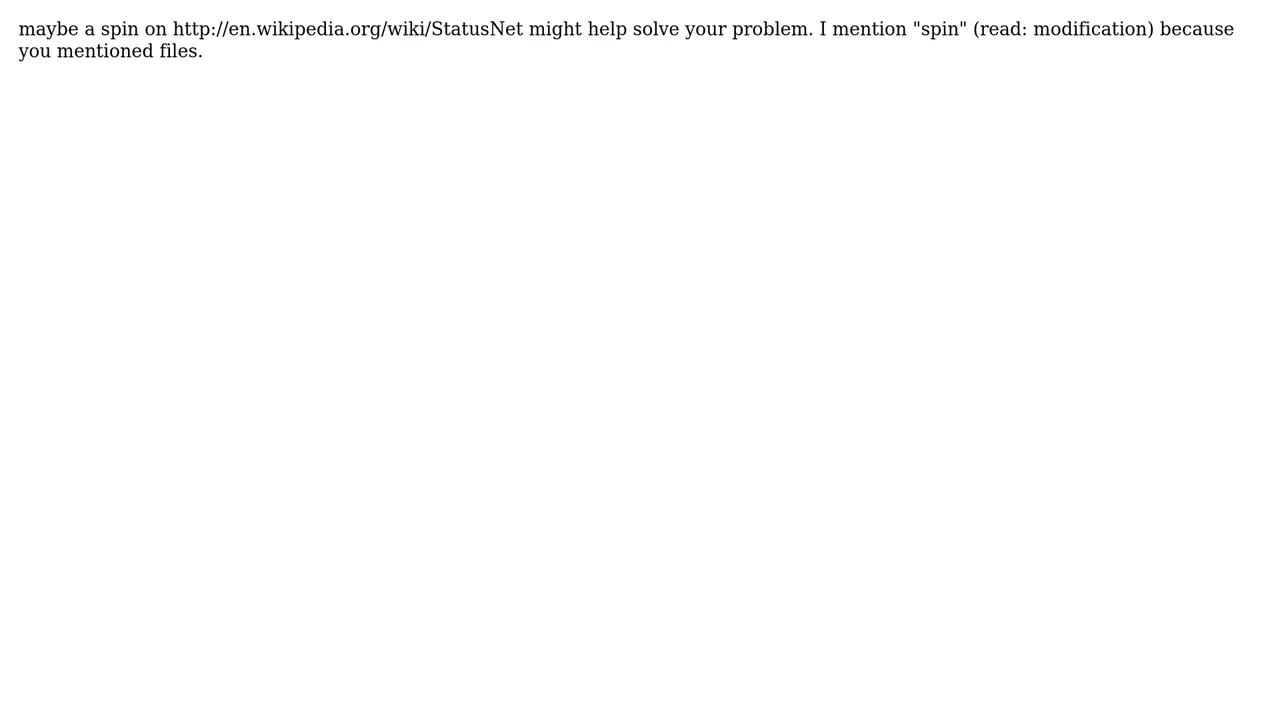 maybe a spin on http://en.wikipedia.org/wiki/StatusNet might help solve your problem. I mention "spin" (read: modification) because
you mentioned files.